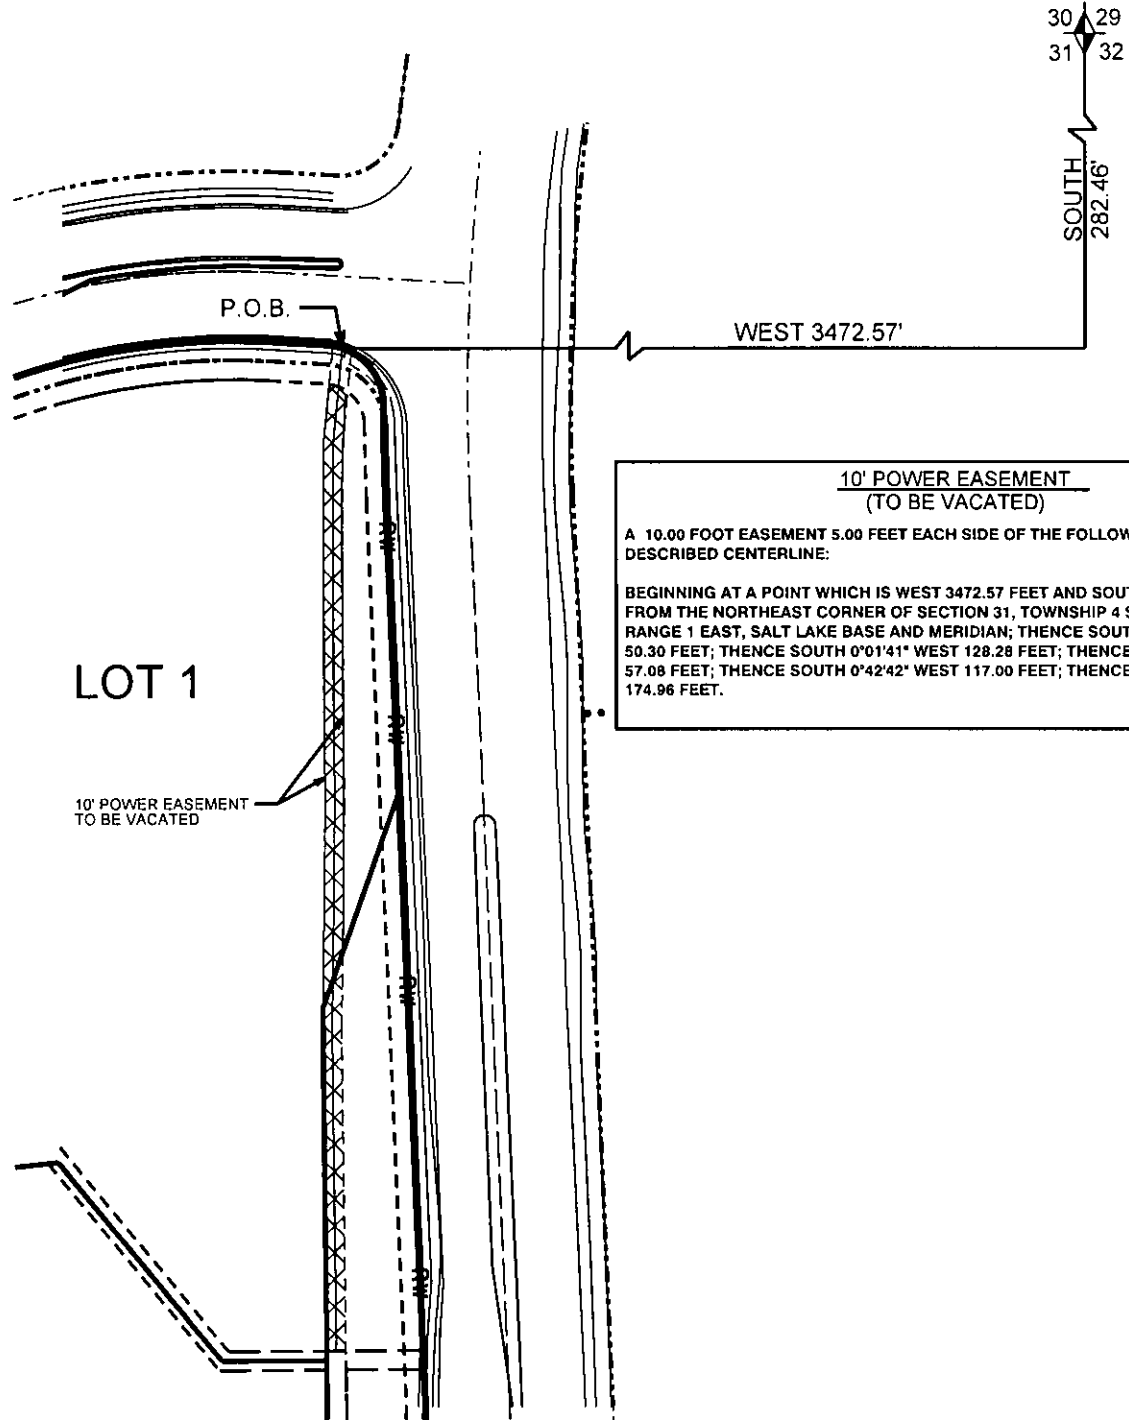 30 29
31 32
SOUTH
282.46'
P.O.B.
WEST 3472.57'
10' POWER EASEMENT
(TO BE VACATED)
A 10.00 FOOT EASEMENT 5.00 FEET EACH SIDE OF THE FOLLOW
DESCRIBED CENTERLINE:
BEGINNING AT A POINT WHICH IS WEST 3472.57 FEET AND SOUT
FROM THE NORTHEAST CORNER OF SECTION 31, TOWNSHIP 4 S
RANGE 1 EAST, SALT LAKE BASE AND MERIDIAN; THENCE SOUT
50.30 FEET; THENCE SOUTH 0°01'41" WEST 128.28 FEET; THENCE
57.08 FEET; THENCE SOUTH 0°42'42" WEST 117.00 FEET; THENCE
174.96 FEET.
LOT 1
10' POWER EASEMENT
TO BE VACATED